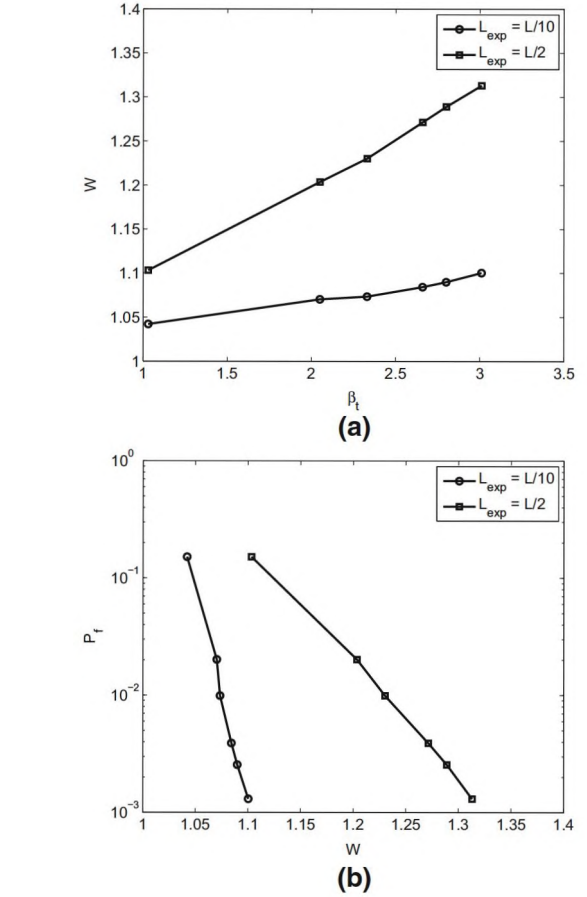 1.4
1.3
1.25
1.2
1.15
1.1
1.05
1
W
L_exp = L/10
L_exp = L/2
1 1.5 2 2.5 3 3.5
β_t
(a)
10^0
10^-1
10^-2
10^-3
P_f
L_exp = L/10
L_exp = L/2
1 1.05 1.1 1.15 1.2 1.25 1.3 1.35 1.4
W
(b)